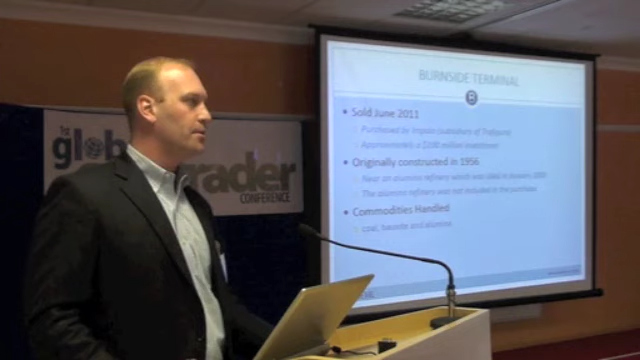 1ST
glob
rader
CONFERENCE
BURNSIDE TERMINAL
B
• Sold June 2011
Purchased by Impala (subsidiary of Trafigura)
Approximately a $100 million investment
• Originally constructed in 1956
Near an alumina refinery which was idled in
The alumina refinery was not included in the purchase
• Commodities Handled
coal, bauxite and alumina